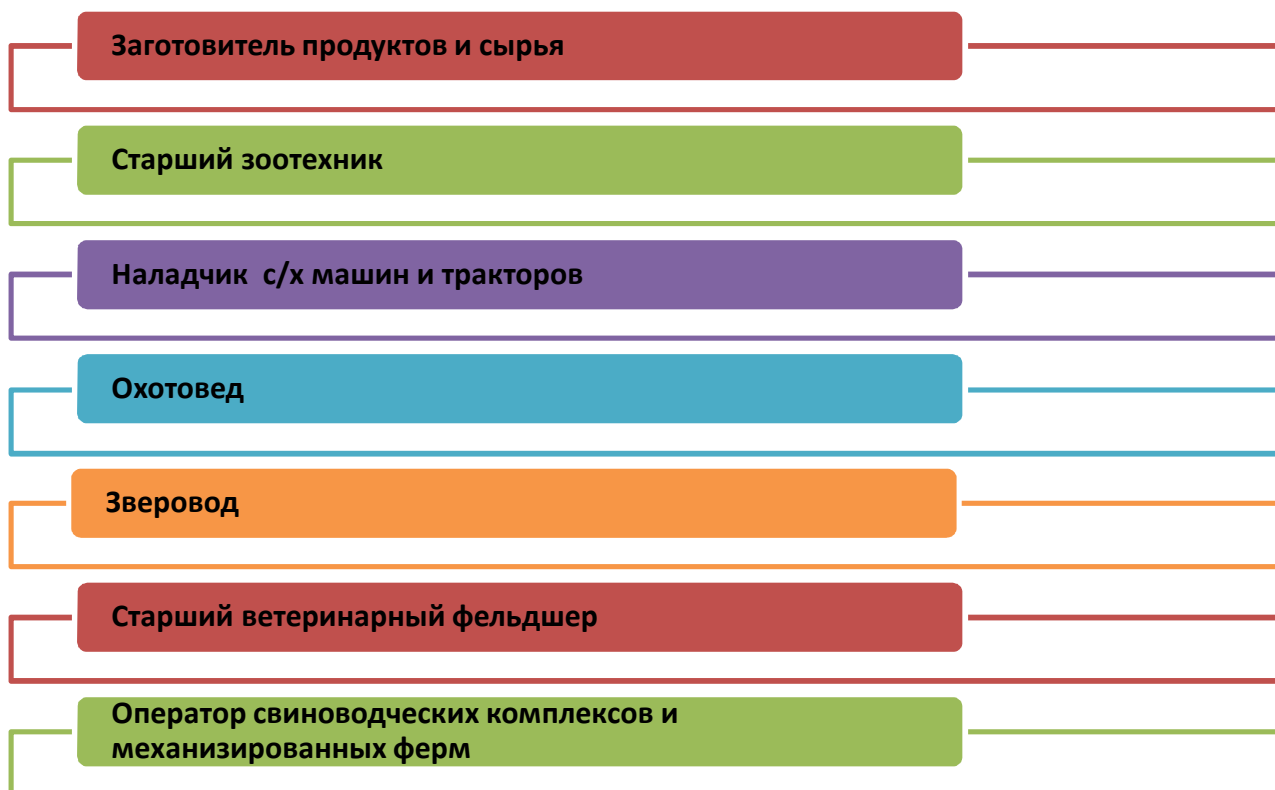 Заготовитель продуктов и сырья
Старший зоотехник
Наладчик с/х машин и тракторов
Охотовед
Зверовод
Старший ветеринарный фельдшер
Оператор свиноводческих комплексов и
механизированных ферм